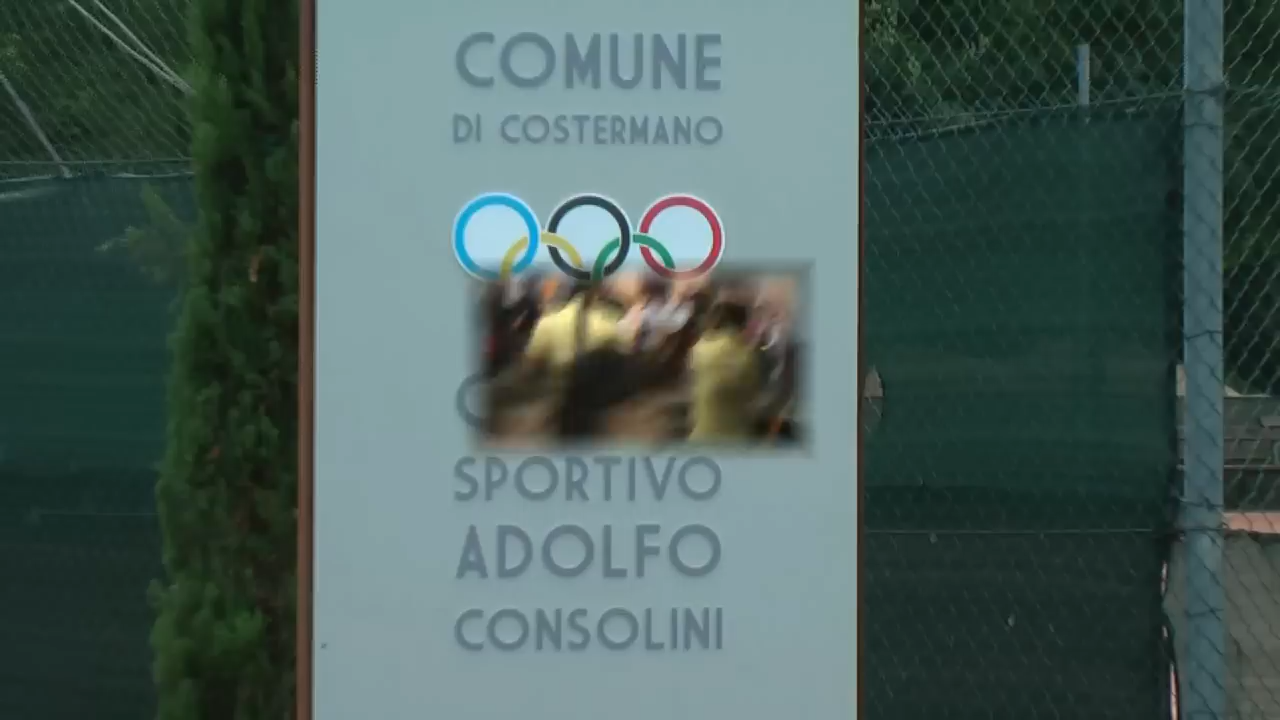 COMUNE
DI COSTERMANO
SPORTIVO
ADOLFO
CONSOLINI